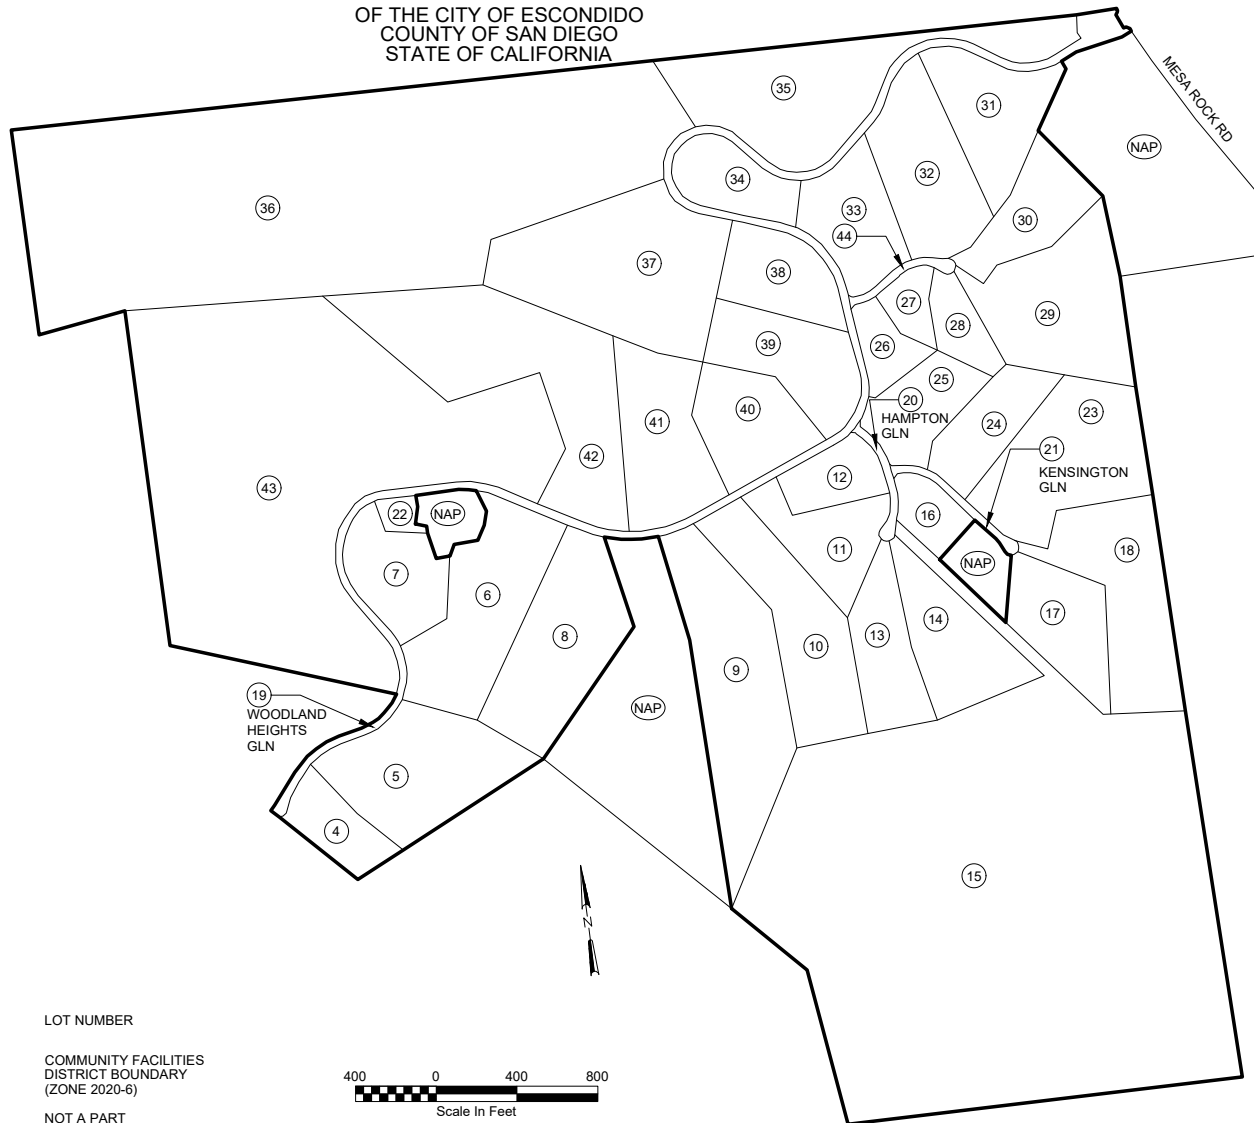 OF THE CITY OF ESCONDIDO
COUNTY OF SAN DIEGO
STATE OF CALIFORNIA
MESA ROCK RD
35
31
NAP
32
34
36
33
30
44
37
38
27
29
28
39
26
25
20
HAMPTON
GLN
40
23
41
24
21
KENSINGTON
GLN
42
12
43
22
NAP
16
11
18
NAP
7
6
17
14
8
13
10
9
19
WOODLAND
HEIGHTS
GLN
NAP
5
4
15
N
LOT NUMBER
COMMUNITY FACILITIES
DISTRICT BOUNDARY
(ZONE 2020-6)
NOT A PART
400 0 400 800
Scale In Feet